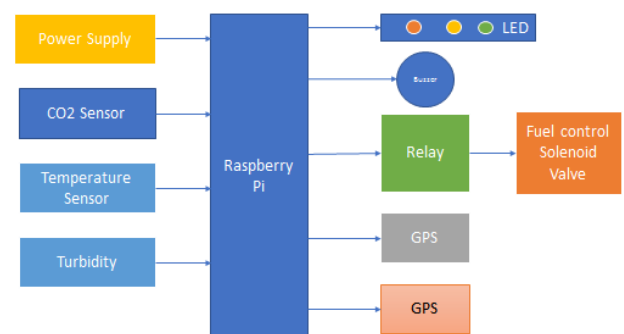 Power Supply
LED
Buzzer
CO2 Sensor
Raspberry
Pi
Relay
Fuel control
Solenoid
Valve
Temperature
Sensor
GPS
Turbidity
GPS